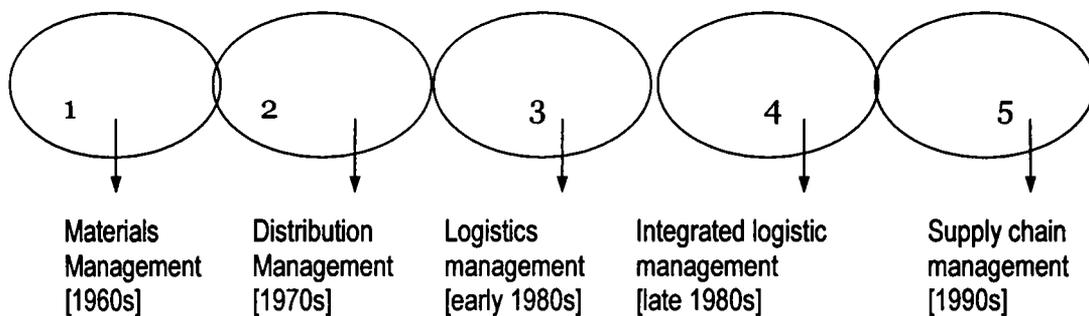 1 2 3 4 5
Materials Management [1960s]
Distribution Management [1970s]
Logistics management [early 1980s]
Integrated logistic management [late 1980s]
Supply chain management [1990s]